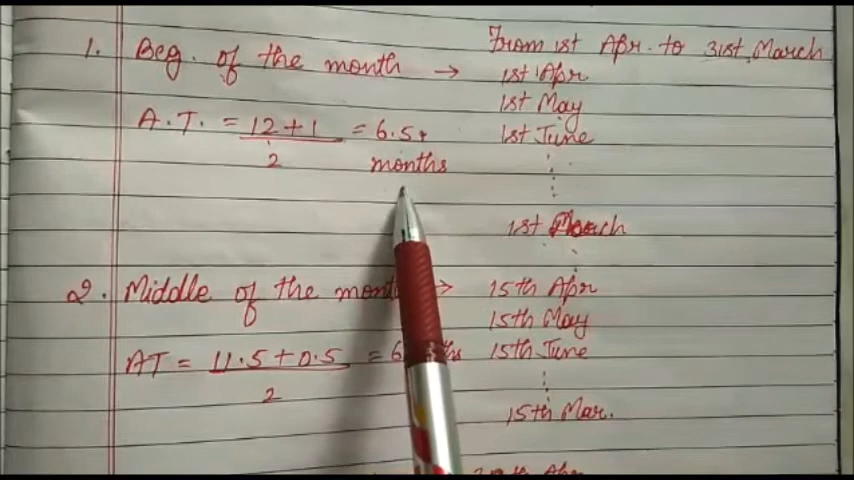 From 1st Apr. to 31st March
1. Beg. of the month → 1st Apr
1st May
A.T. = 12+1 / 2 = 6.5 months
1st June
1st March
2. Middle of the month → 15th Apr
15th May
AT = 11.5+0.5 / 2 = 6
15th June
15th Mar.